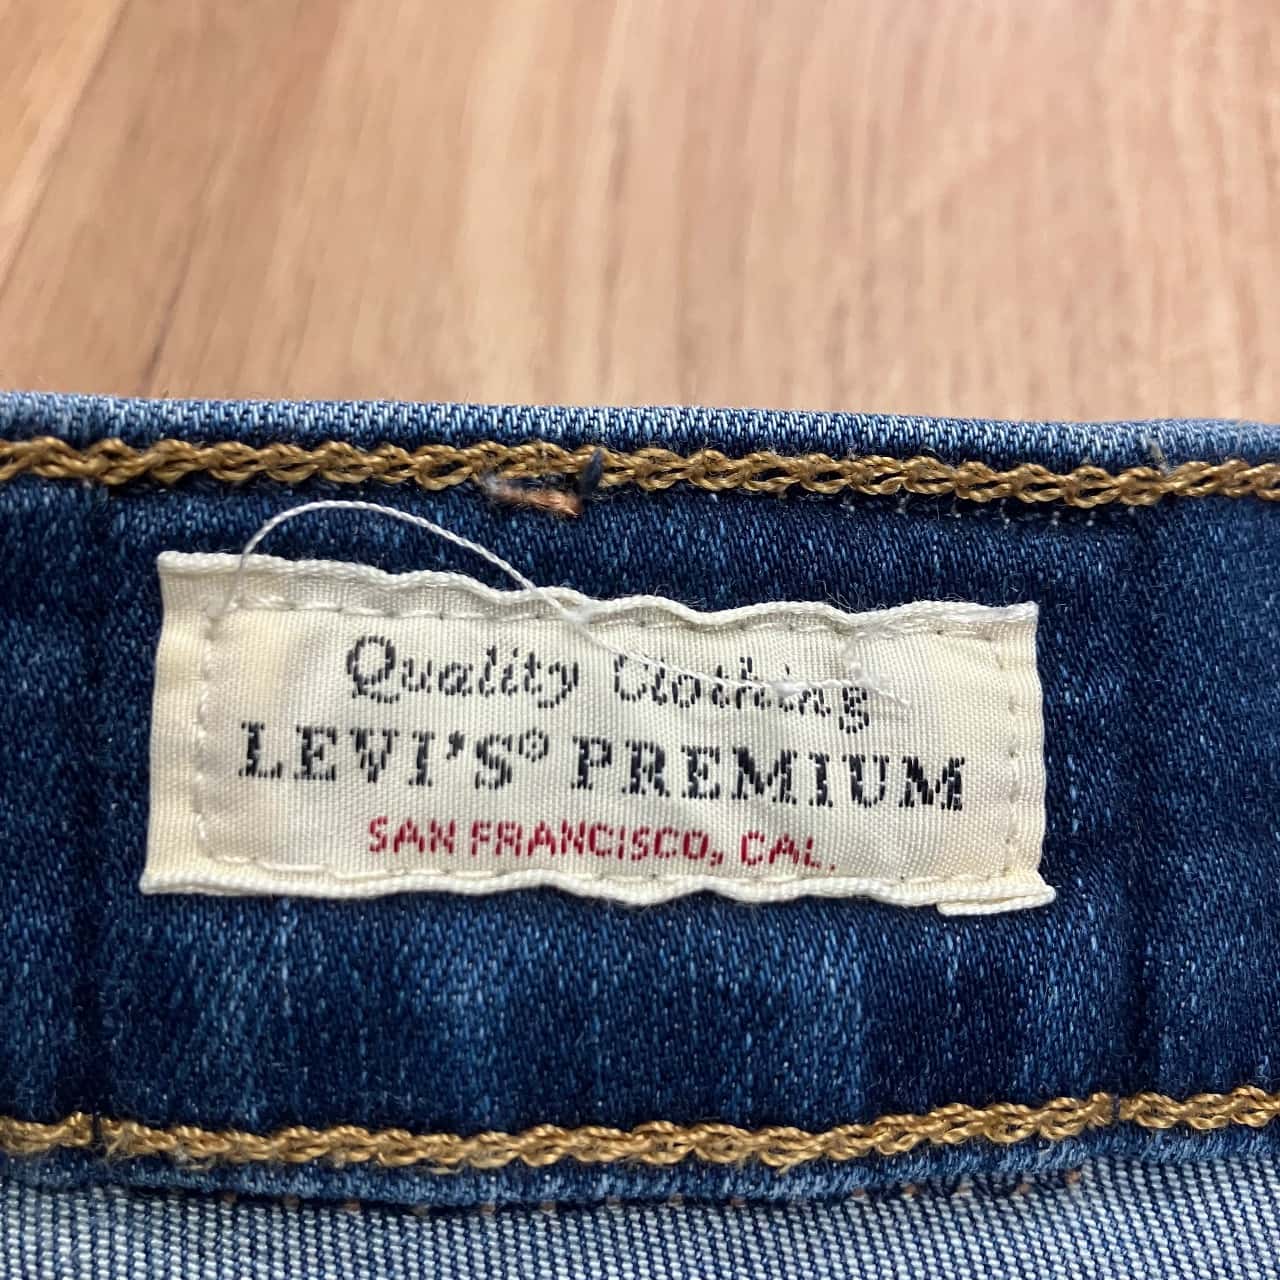 Quality Clothing
LEVI'S® PREMIUM
SAN FRANCISCO, CAL.